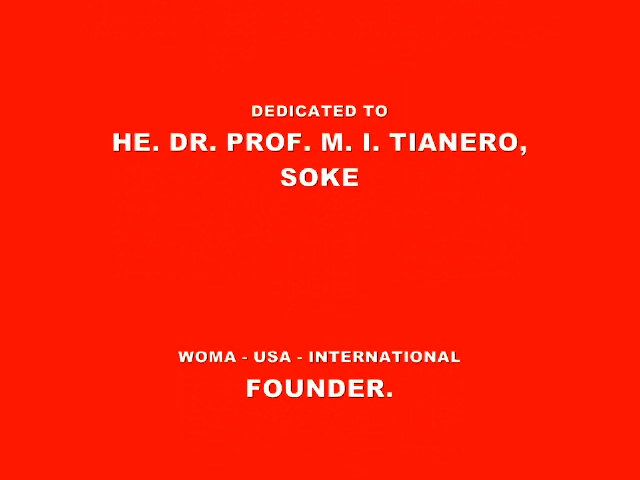 DEDICATED TO
HE. DR. PROF. M. I. TIANERO,
SOKE
WOMA - USA - INTERNATIONAL
FOUNDER.